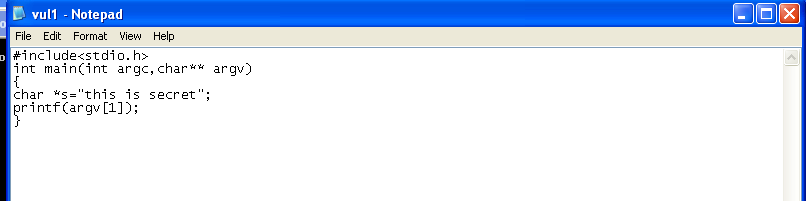 vul1 - Notepad
File Edit Format View Help
#include<stdio.h>
int main(int argc,char** argv)
{
char *s="this is secret";
printf(argv[1]);
}